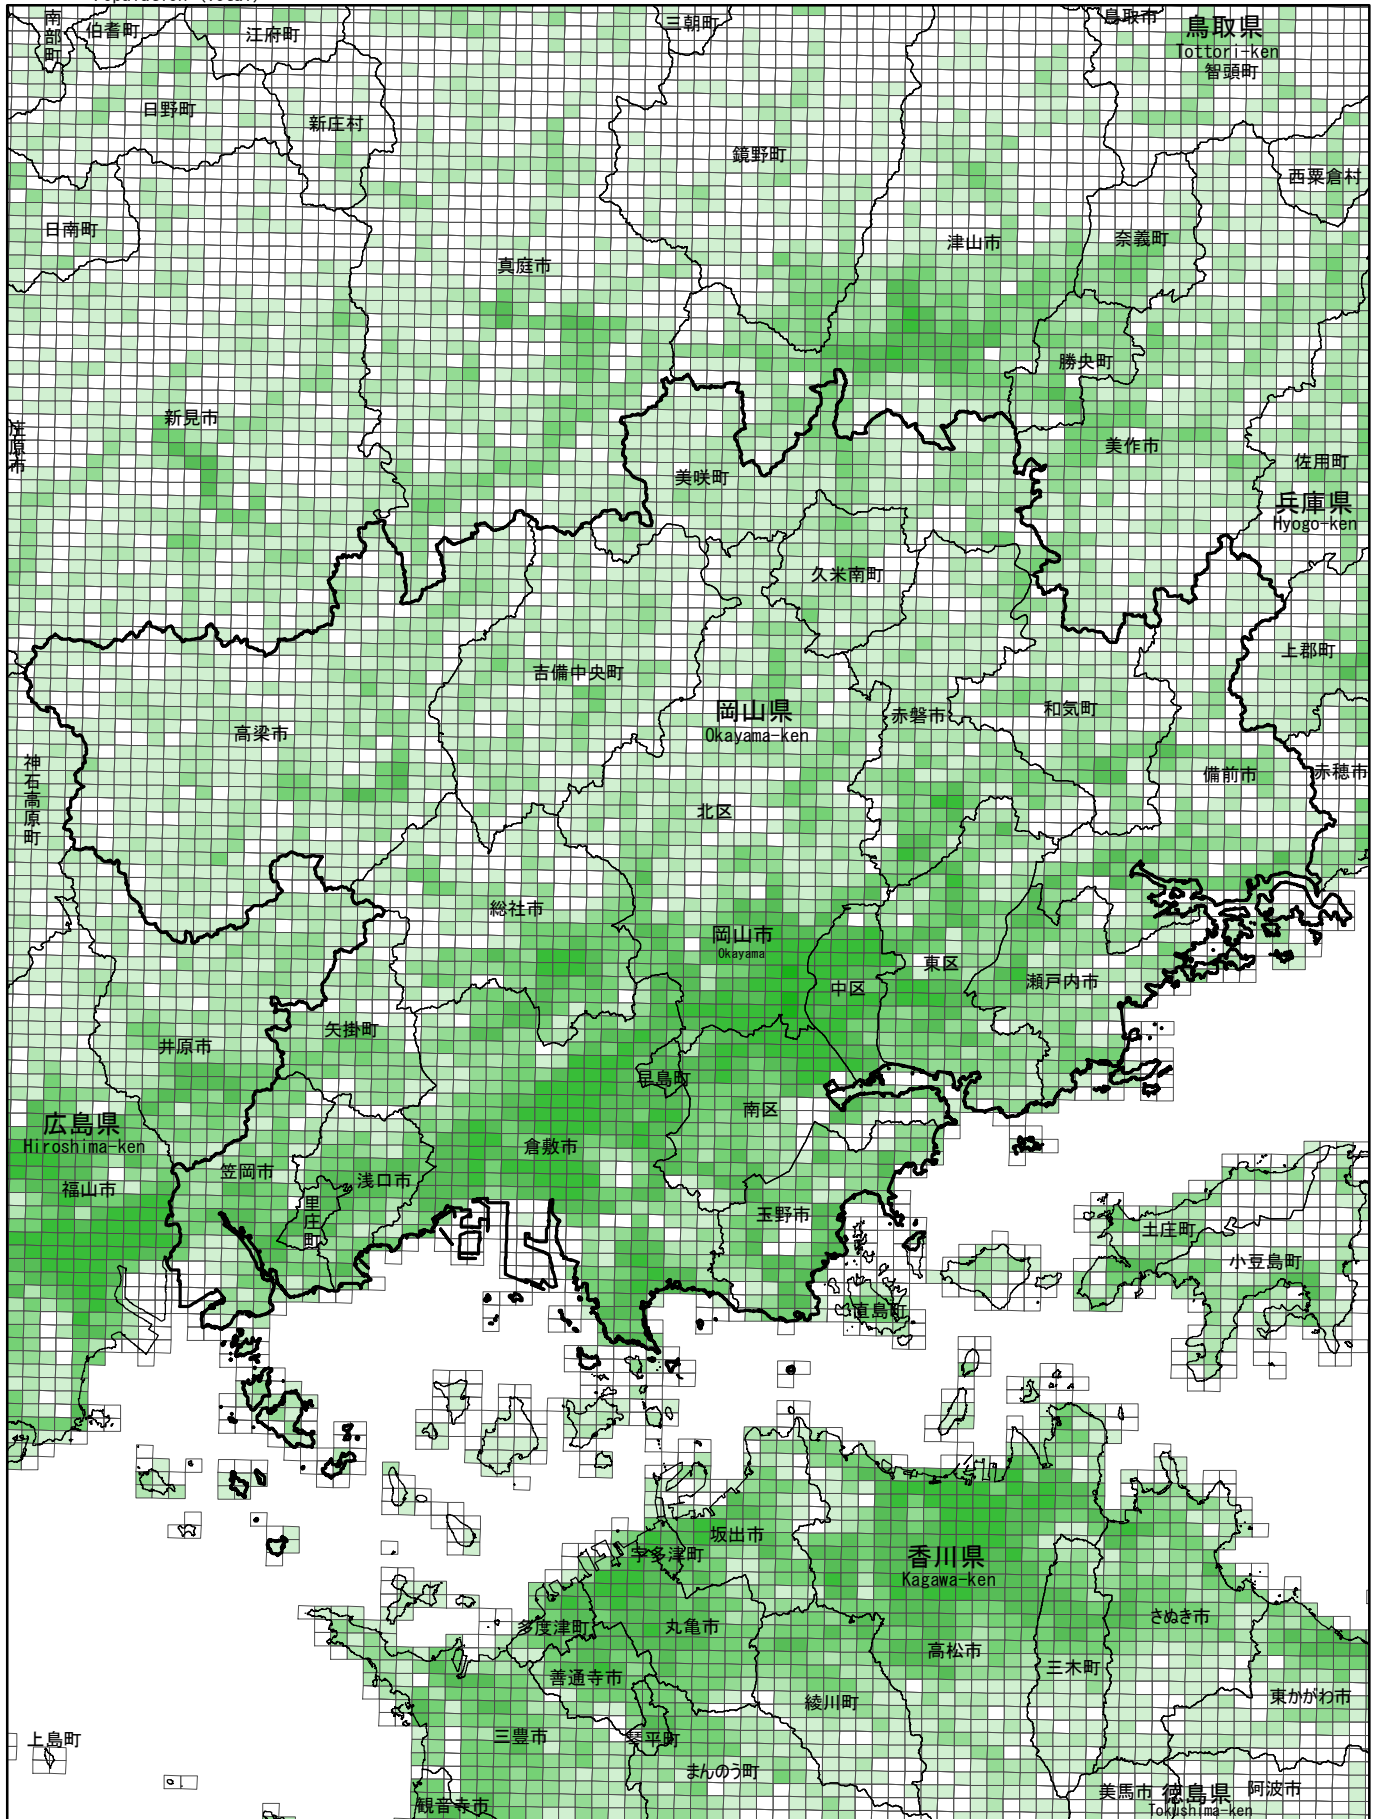 Population (Total)
南部町
伯耆町
江府町
三朝町
鳥取市
鳥取県
Tottori-ken
智頭町
日野町
新庄村
鏡野町
西粟倉村
日南町
真庭市
津山市
奈義町
勝央町
新見市
庄原市
美咲町
美作市
佐用町
兵庫県
Hyogo-ken
久米南町
吉備中央町
上郡町
岡山県
Okayama-ken
赤磐市
和気町
高梁市
神石高原町
備前市
赤穂市
北区
総社市
岡山市
Okayama
東区
中区
瀬戸内市
矢掛町
井原市
早島町
南区
広島県
Hiroshima-ken
倉敷市
笠岡市
浅口市
福山市
里庄町
玉野市
土庄町
小豆島町
直島町
坂出市
宇多津町
香川県
Kagawa-ken
多度津町
丸亀市
さぬき市
高松市
三木町
善通寺市
綾川町
東かがわ市
上島町
三豊市
琴平町
まんのう町
観音寺市
美馬市
徳島県
Tokushima-ken
阿波市